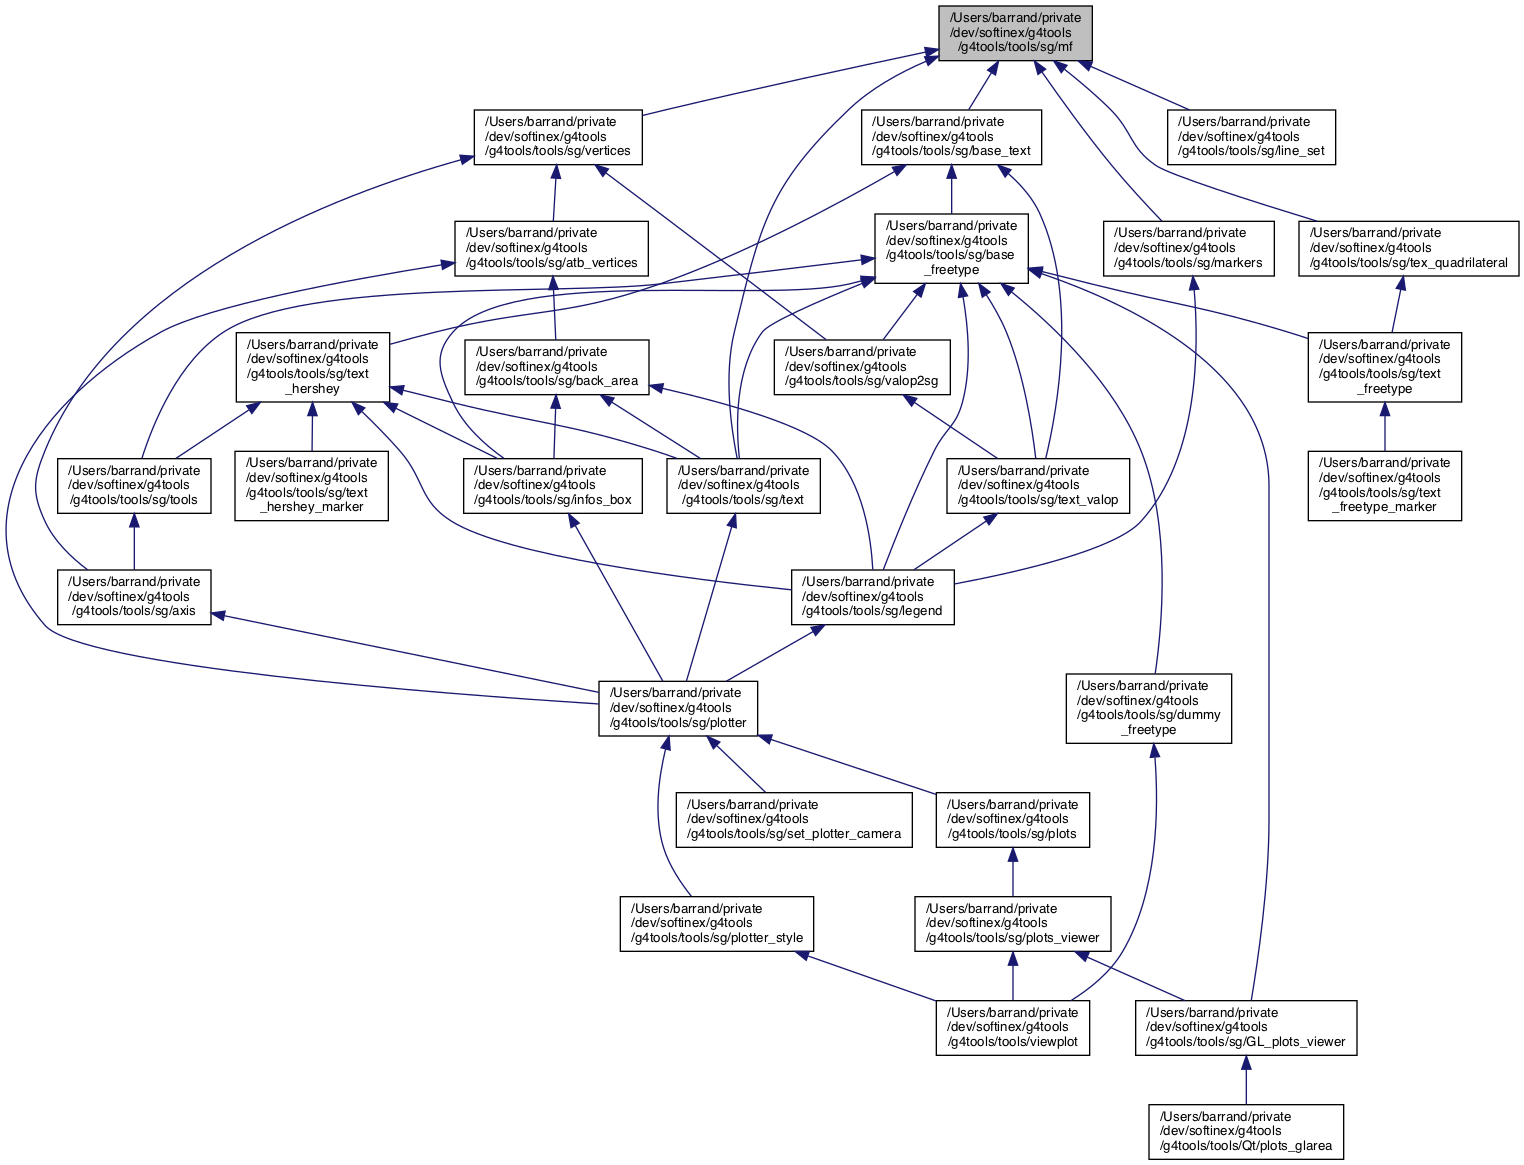 /Users/barrand/private
/dev/softinex/g4tools
/g4tools/tools/sg/mf
/Users/barrand/private
/dev/softinex/g4tools
/g4tools/tools/sg/vertices
/Users/barrand/private
/dev/softinex/g4tools
/g4tools/tools/sg/base_text
/Users/barrand/private
/dev/softinex/g4tools
/g4tools/tools/sg/line_set
/Users/barrand/private
/dev/softinex/g4tools
/g4tools/tools/sg/atb_vertices
/Users/barrand/private
/dev/softinex/g4tools
/g4tools/tools/sg/base
_freetype
/Users/barrand/private
/dev/softinex/g4tools
/g4tools/tools/sg/markers
/Users/barrand/private
/dev/softinex/g4tools
/g4tools/tools/sg/tex_quadrilateral
/Users/barrand/private
/dev/softinex/g4tools
/g4tools/tools/sg/text
_hershey
/Users/barrand/private
/dev/softinex/g4tools
/g4tools/tools/sg/back_area
/Users/barrand/private
/dev/softinex/g4tools
/g4tools/tools/sg/valop2sg
/Users/barrand/private
/dev/softinex/g4tools
/g4tools/tools/sg/text
_freetype
/Users/barrand/private
/dev/softinex/g4tools
/g4tools/tools/sg/tools
/Users/barrand/private
/dev/softinex/g4tools
/g4tools/tools/sg/text
_hershey_marker
/Users/barrand/private
/dev/softinex/g4tools
/g4tools/tools/sg/infos_box
/Users/barrand/private
/dev/softinex/g4tools
/g4tools/tools/sg/text
/Users/barrand/private
/dev/softinex/g4tools
/g4tools/tools/sg/text_valop
/Users/barrand/private
/dev/softinex/g4tools
/g4tools/tools/sg/text
_freetype_marker
/Users/barrand/private
/dev/softinex/g4tools
/g4tools/tools/sg/axis
/Users/barrand/private
/dev/softinex/g4tools
/g4tools/tools/sg/legend
/Users/barrand/private
/dev/softinex/g4tools
/g4tools/tools/sg/plotter
/Users/barrand/private
/dev/softinex/g4tools
/g4tools/tools/sg/dummy
_freetype
/Users/barrand/private
/dev/softinex/g4tools
/g4tools/tools/sg/set_plotter_camera
/Users/barrand/private
/dev/softinex/g4tools
/g4tools/tools/sg/plots
/Users/barrand/private
/dev/softinex/g4tools
/g4tools/tools/sg/plotter_style
/Users/barrand/private
/dev/softinex/g4tools
/g4tools/tools/sg/plots_viewer
/Users/barrand/private
/dev/softinex/g4tools
/g4tools/tools/viewplot
/Users/barrand/private
/dev/softinex/g4tools
/g4tools/tools/sg/GL_plots_viewer
/Users/barrand/private
/dev/softinex/g4tools
/g4tools/tools/Qt/plots_glarea